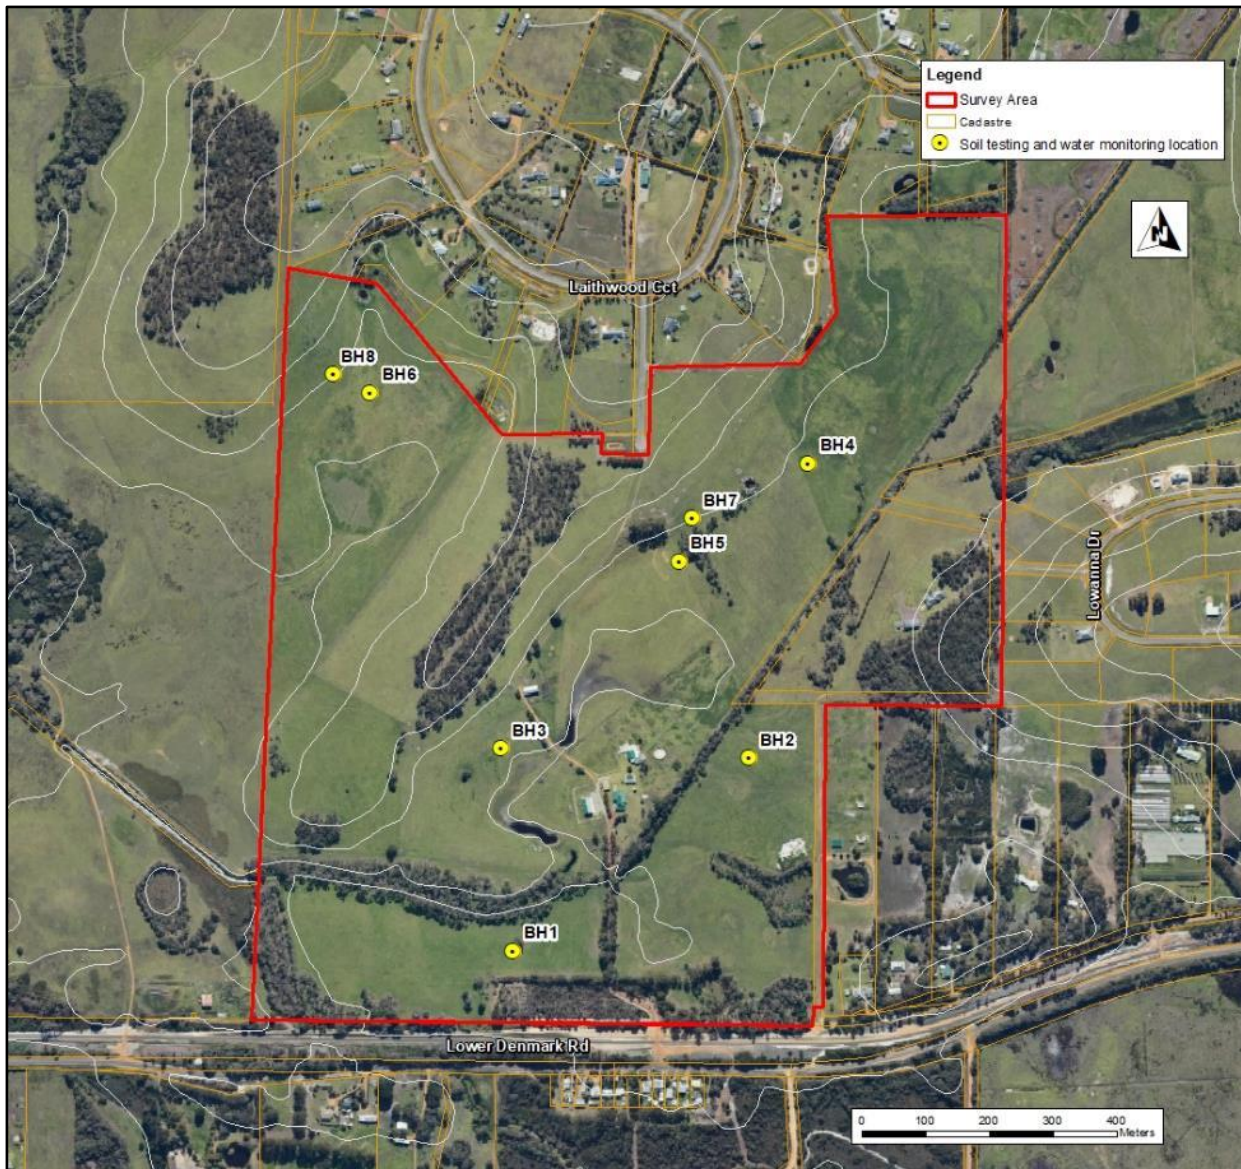 Legend
Survey Area
Cadastre
Soil testing and water monitoring location
N
Laithwood Cct
BH8
BH6
BH4
BH7
BH5
Lowanna Dr
BH3
BH2
BH1
Lower Denmark Rd
0 100 200 300 400
Meters